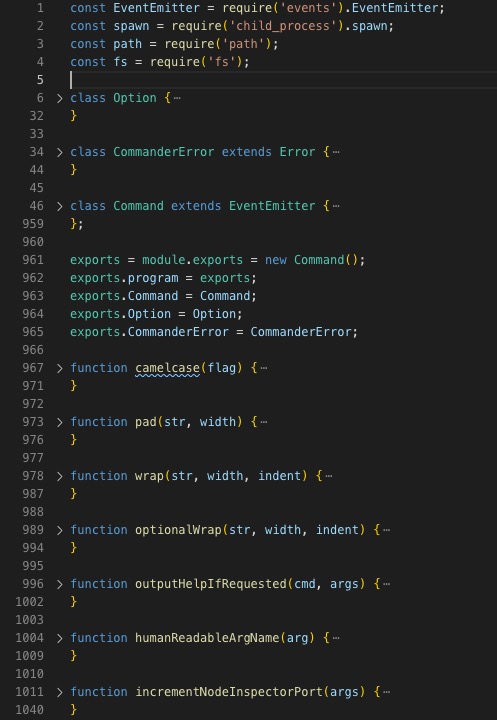 1 const EventEmitter = require('events').EventEmitter;
2 const spawn = require('child_process').spawn;
3 const path = require('path');
4 const fs = require('fs');
5
6 > class Option {⋯
32 }
33
34 > class CommanderError extends Error {⋯
44 }
45
46 > class Command extends EventEmitter {⋯
959 };
960
961 exports = module.exports = new Command();
962 exports.program = exports;
963 exports.Command = Command;
964 exports.Option = Option;
965 exports.CommanderError = CommanderError;
966
967 > function camelcase(flag) {⋯
971 }
972
973 > function pad(str, width) {⋯
976 }
977
978 > function wrap(str, width, indent) {⋯
987 }
988
989 > function optionalWrap(str, width, indent) {⋯
994 }
995
996 > function outputHelpIfRequested(cmd, args) {⋯
1002 }
1003
1004 > function humanReadableArgName(arg) {⋯
1009 }
1010
1011 > function incrementNodeInspectorPort(args) {⋯
1040 }